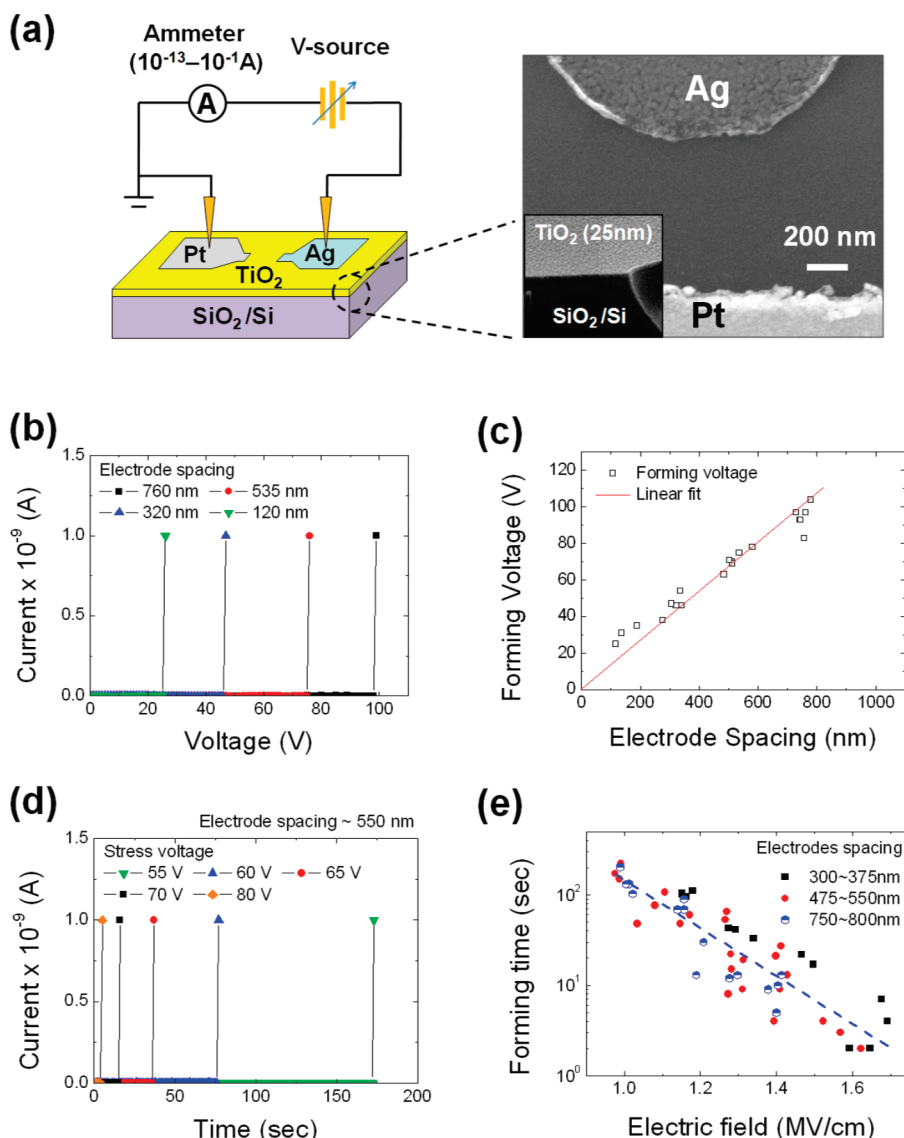 (a)
Ammeter
(10⁻¹³–10⁻¹A)
V-source
A
Pt
Ag
TiO₂
SiO₂/Si
Ag
TiO₂ (25nm)
200 nm
SiO₂/Si
Pt
(b)
1.5
1.0
0.5
0.0
Current x 10⁻⁹ (A)
Electrode spacing
760 nm
535 nm
320 nm
120 nm
0 20 40 60 80 100
Voltage (V)
(c)
120
100
80
60
40
20
0
Forming Voltage (V)
Forming voltage
Linear fit
0 200 400 600 800 1000
Electrode Spacing (nm)
(d)
Electrode spacing ~ 550 nm
1.5
1.0
0.5
0.0
Current x 10⁻⁹ (A)
Stress voltage
55 V 60 V 65 V
70 V 80 V
0 50 100 150 200
Time (sec)
(e)
10²
10¹
10⁰
Forming time (sec)
Electrodes spacing
300~375nm
475~550nm
750~800nm
1.0 1.2 1.4 1.6
Electric field (MV/cm)